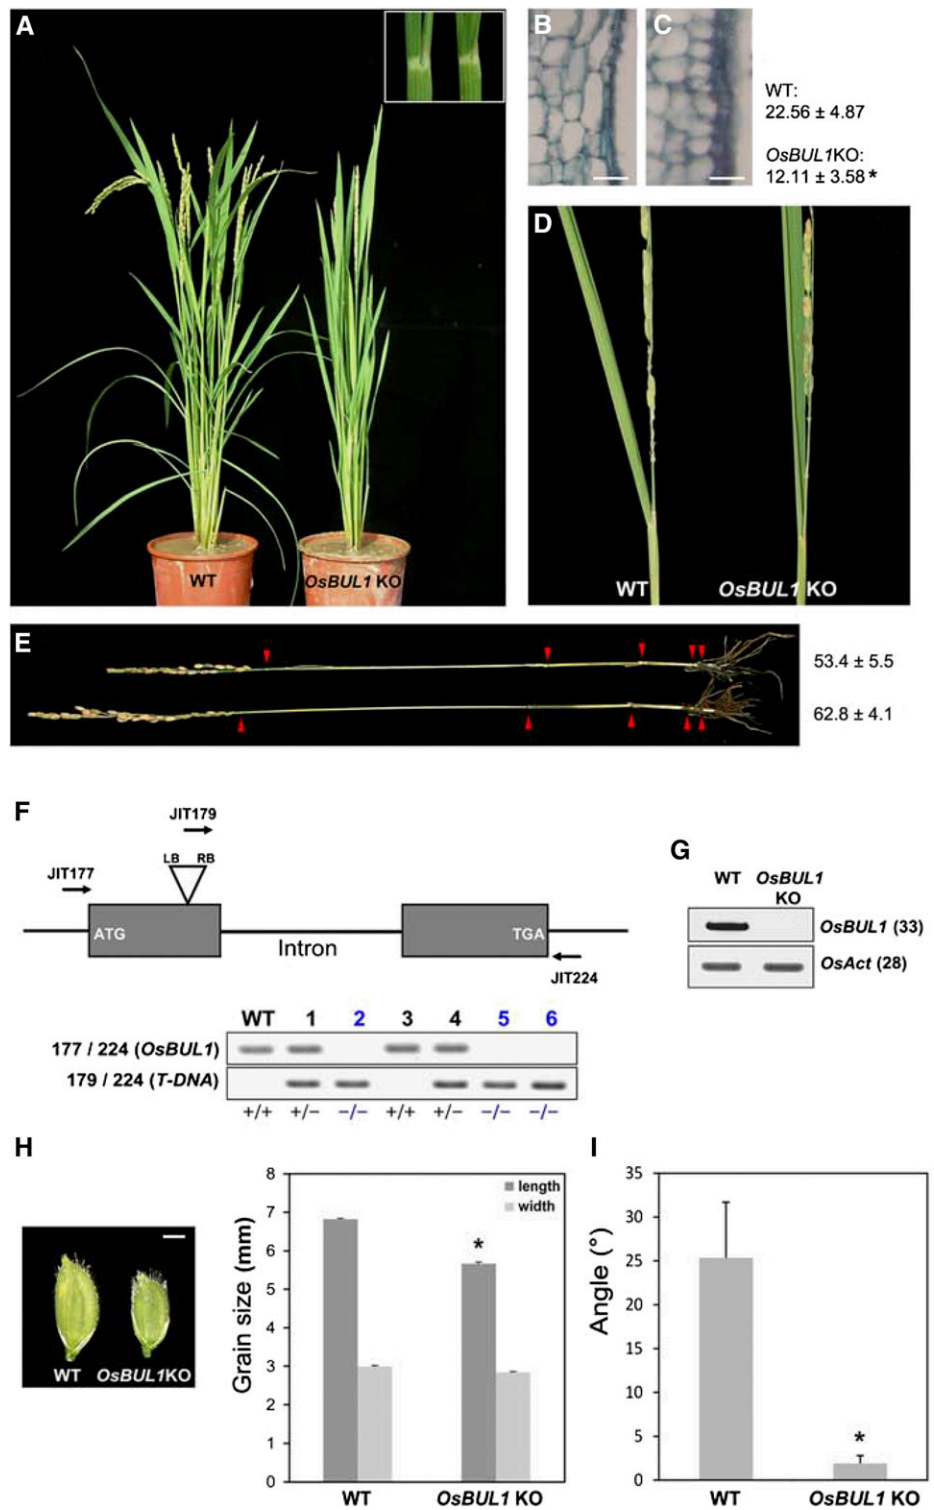 A
WT
OsBUL1 KO
B
C
WT:
22.56 ± 4.87
OsBUL1KO:
12.11 ± 3.58 *
D
WT
OsBUL1 KO
E
53.4 ± 5.5
62.8 ± 4.1
F
JIT179
LB RB
JIT177
ATG
Intron
TGA
JIT224
WT 1 2 3 4 5 6
177 / 224 (OsBUL1)
179 / 224 (T-DNA)
+/+ +/− −/− +/+ +/− −/− −/−
G
WT OsBUL1
KO
OsBUL1 (33)
OsAct (28)
H
WT OsBUL1KO
Grain size (mm)
8
7
6
5
4
3
2
1
0
length
width
*
WT OsBUL1 KO
I
Angle (°)
35
30
25
20
15
10
5
0
*
WT OsBUL1 KO